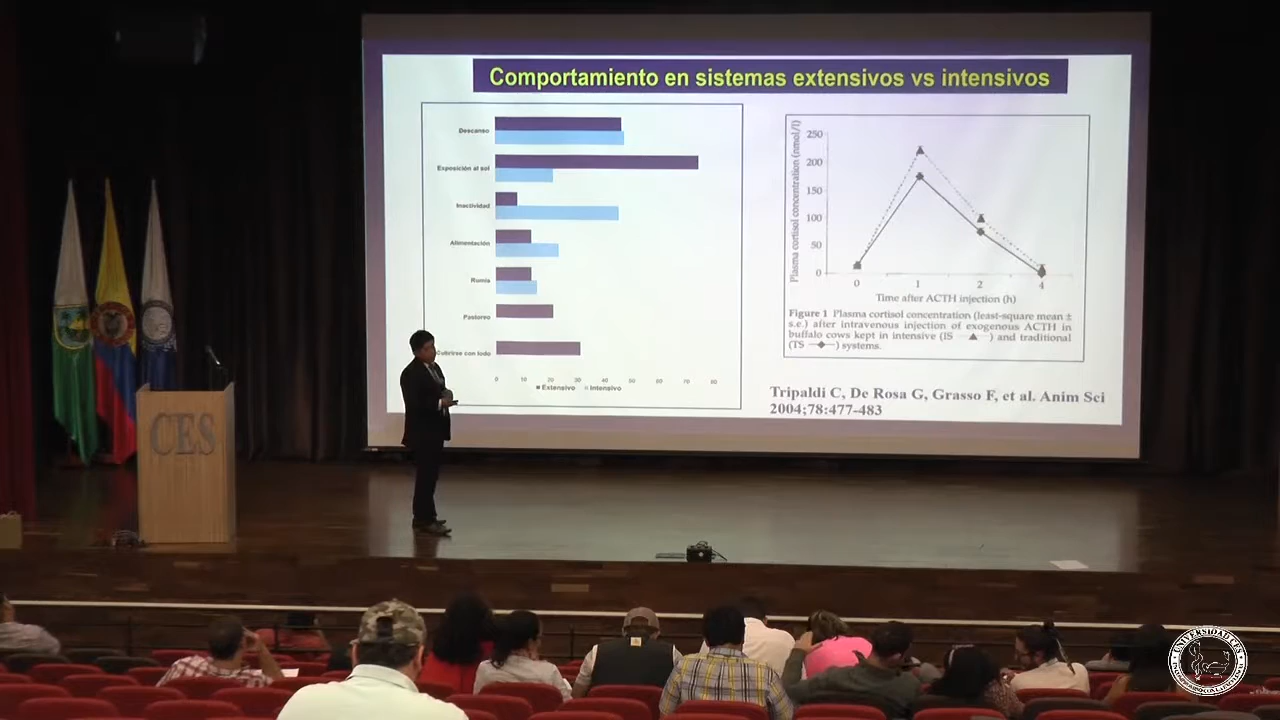 Comportamiento en sistemas extensivos vs intensivos
Descanso
Exposición al sol
Inactividad
Alimentación
Rumia
Pastoreo
Cubrirse con lodo
0 10 20 30 40 50 60 70 80
Extensivo Intensivo
Plasma cortisol concentration (nmol/l)
250
200
150
100
50
0
0 1 2 4
Time after ACTH injection (h)
Figure 1 Plasma cortisol concentration (least-square mean ±
s.e.) after intravenous injection of exogenous ACTH in
buffalo cows kept in intensive (IS --▲-- ) and traditional
(TS —◆—) systems.
Tripaldi C, De Rosa G, Grasso F, et al. Anim Sci
2004;78:477-483
CES
UNIVERSIDAD CES